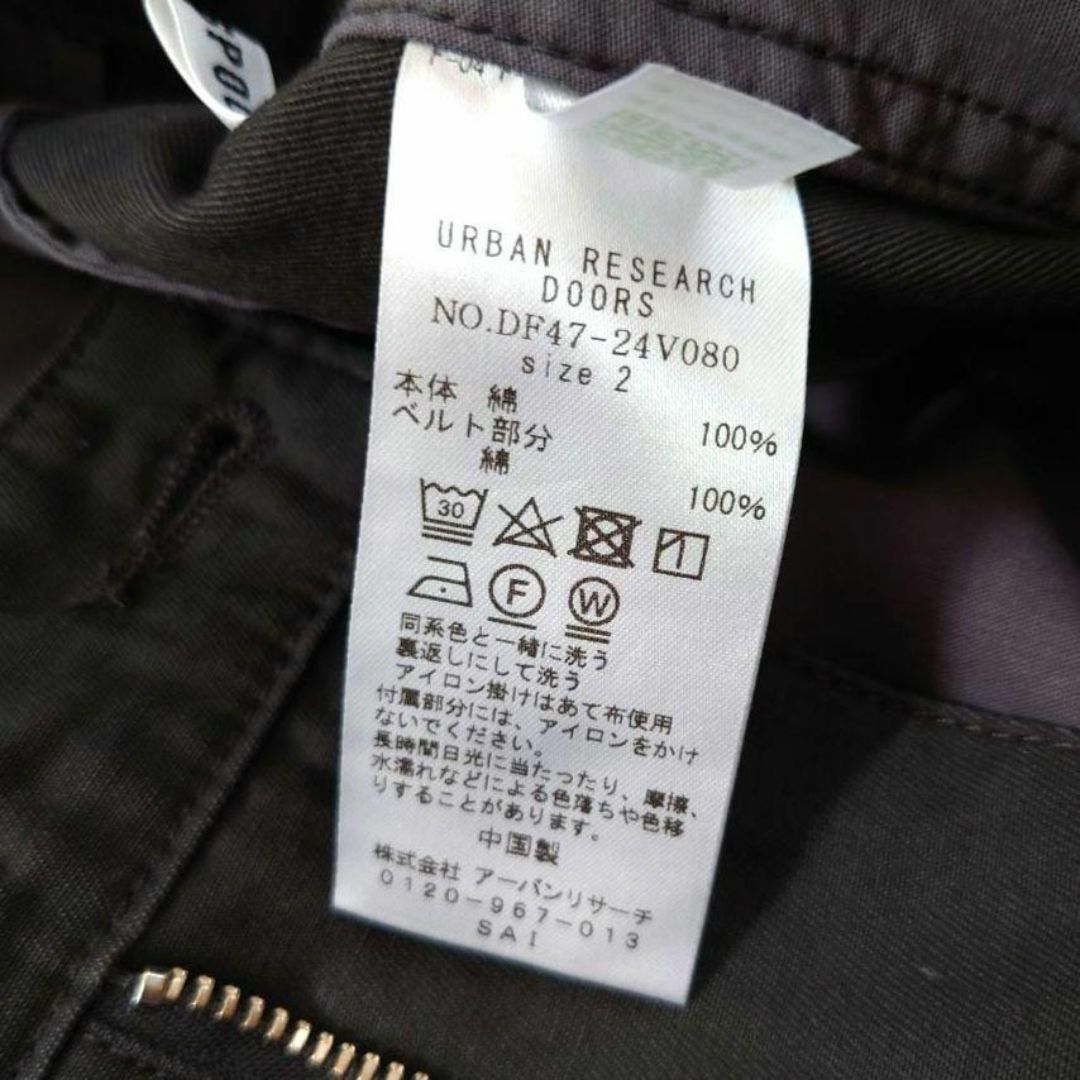 URBAN RESEARCH
DOORS
NO.DF47-24V080
size 2
本体 綿 100%
ベルト部分
綿 100%
30
1
F W
同系色と一緒に洗う
裏返しにして洗う
アイロン掛けはあて布使用
付属部分には、アイロンをかけ
ないでください。
長時間日光に当たったり、摩擦、
水濡れなどによる色落ちや色移
りすることがあります。
中国製
株式会社 アーバンリサーチ
0120-967-013
SAI